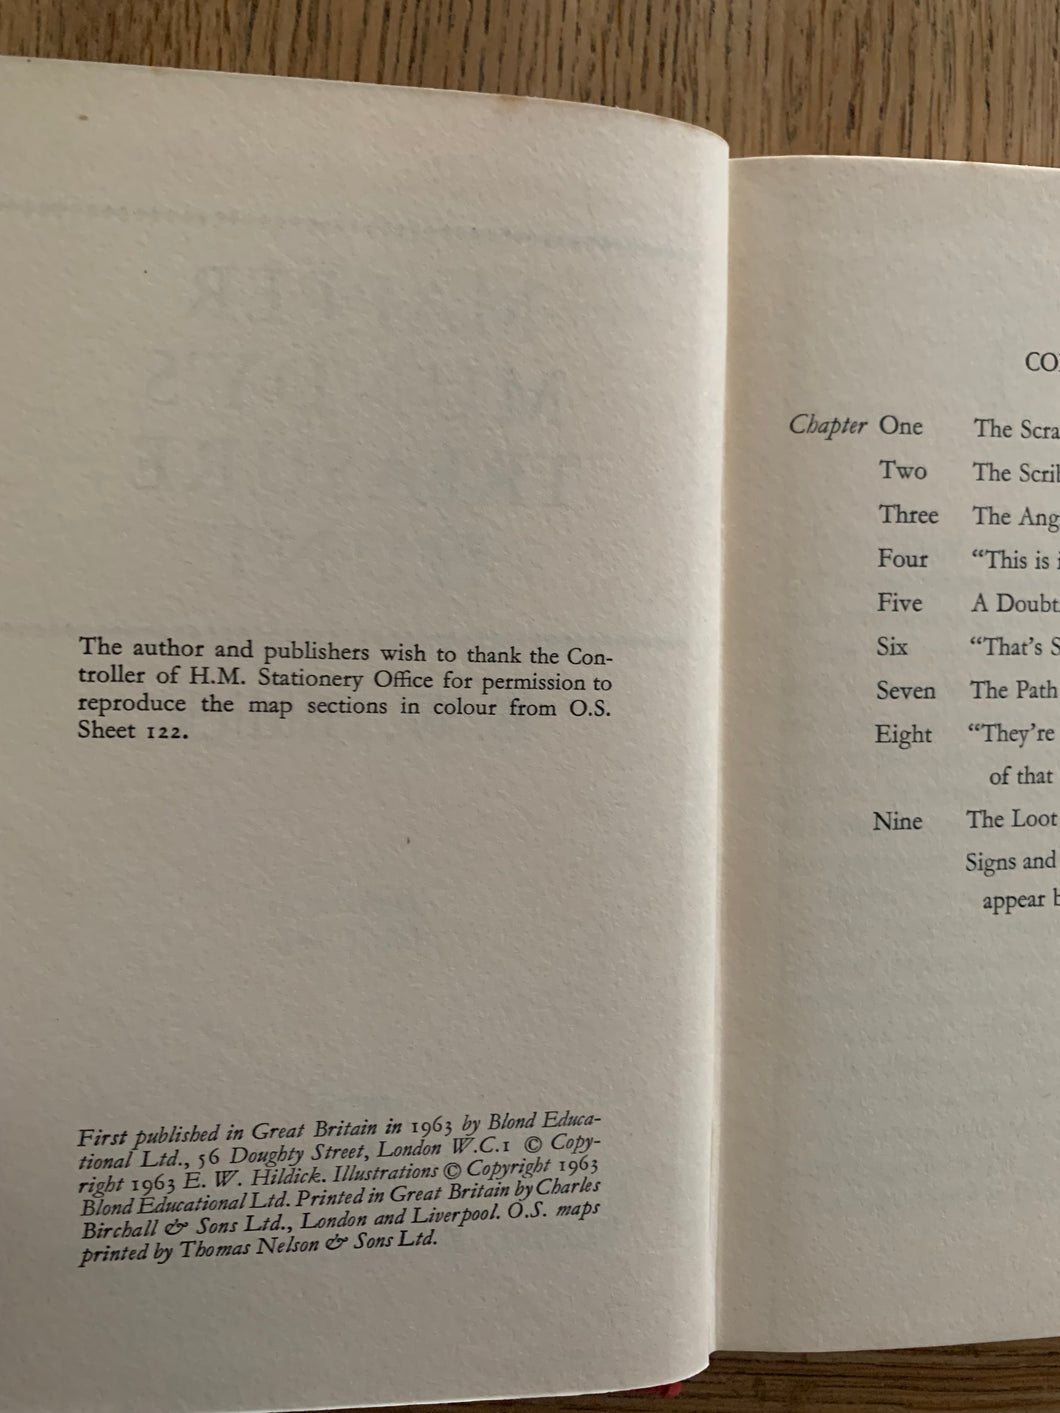 The author and publishers wish to thank the Con-
troller of H.M. Stationery Office for permission to
reproduce the map sections in colour from O.S.
Sheet 122.
First published in Great Britain in 1963 by Blond Educa-
tional Ltd., 56 Doughty Street, London W.C.1 © Copy-
right 1963 E. W. Hildick. Illustrations © Copyright 1963
Blond Educational Ltd. Printed in Great Britain by Charles
Birchall & Sons Ltd., London and Liverpool. O.S. maps
printed by Thomas Nelson & Sons Ltd.
CO
Chapter One The Scra
Two The Scri
Three The Ang
Four “This is i
Five A Doubt
Six “That’s S
Seven The Path
Eight “They’re
of that
Nine The Loot
Signs and
appear b